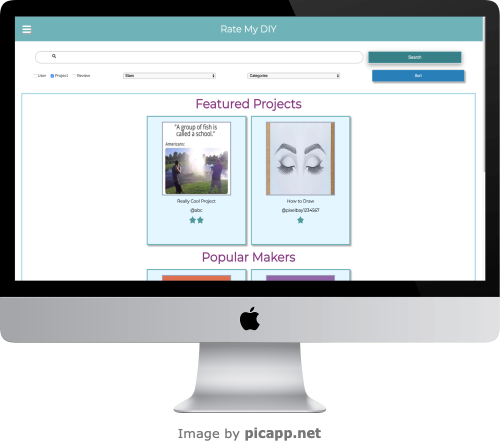 Rate My DIY
Search
User Project Review Stars Categories Sort
Featured Projects
"A group of fish is
called a school."
Americans:
Really Cool Project
@abc
How to Draw
@pixelbay1234567
Popular Makers
Image by picapp.net